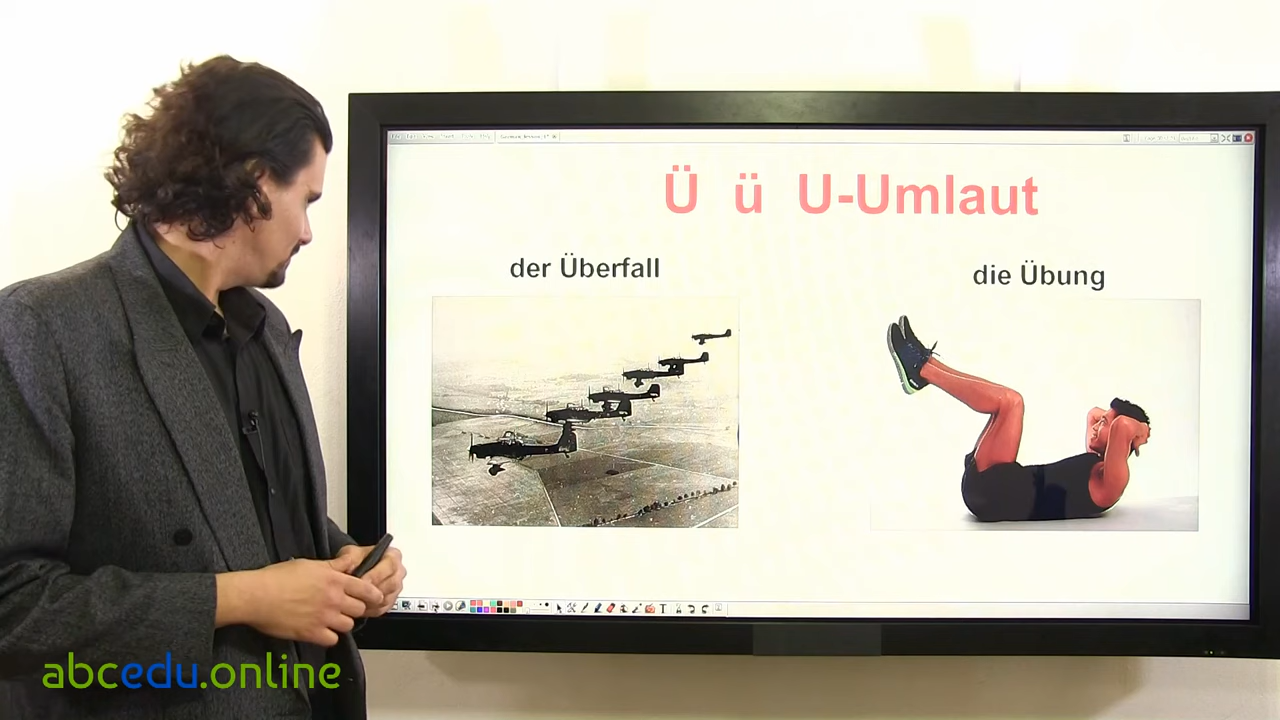 Ü ü U-Umlaut
der Überfall
die Übung
abcedu.online